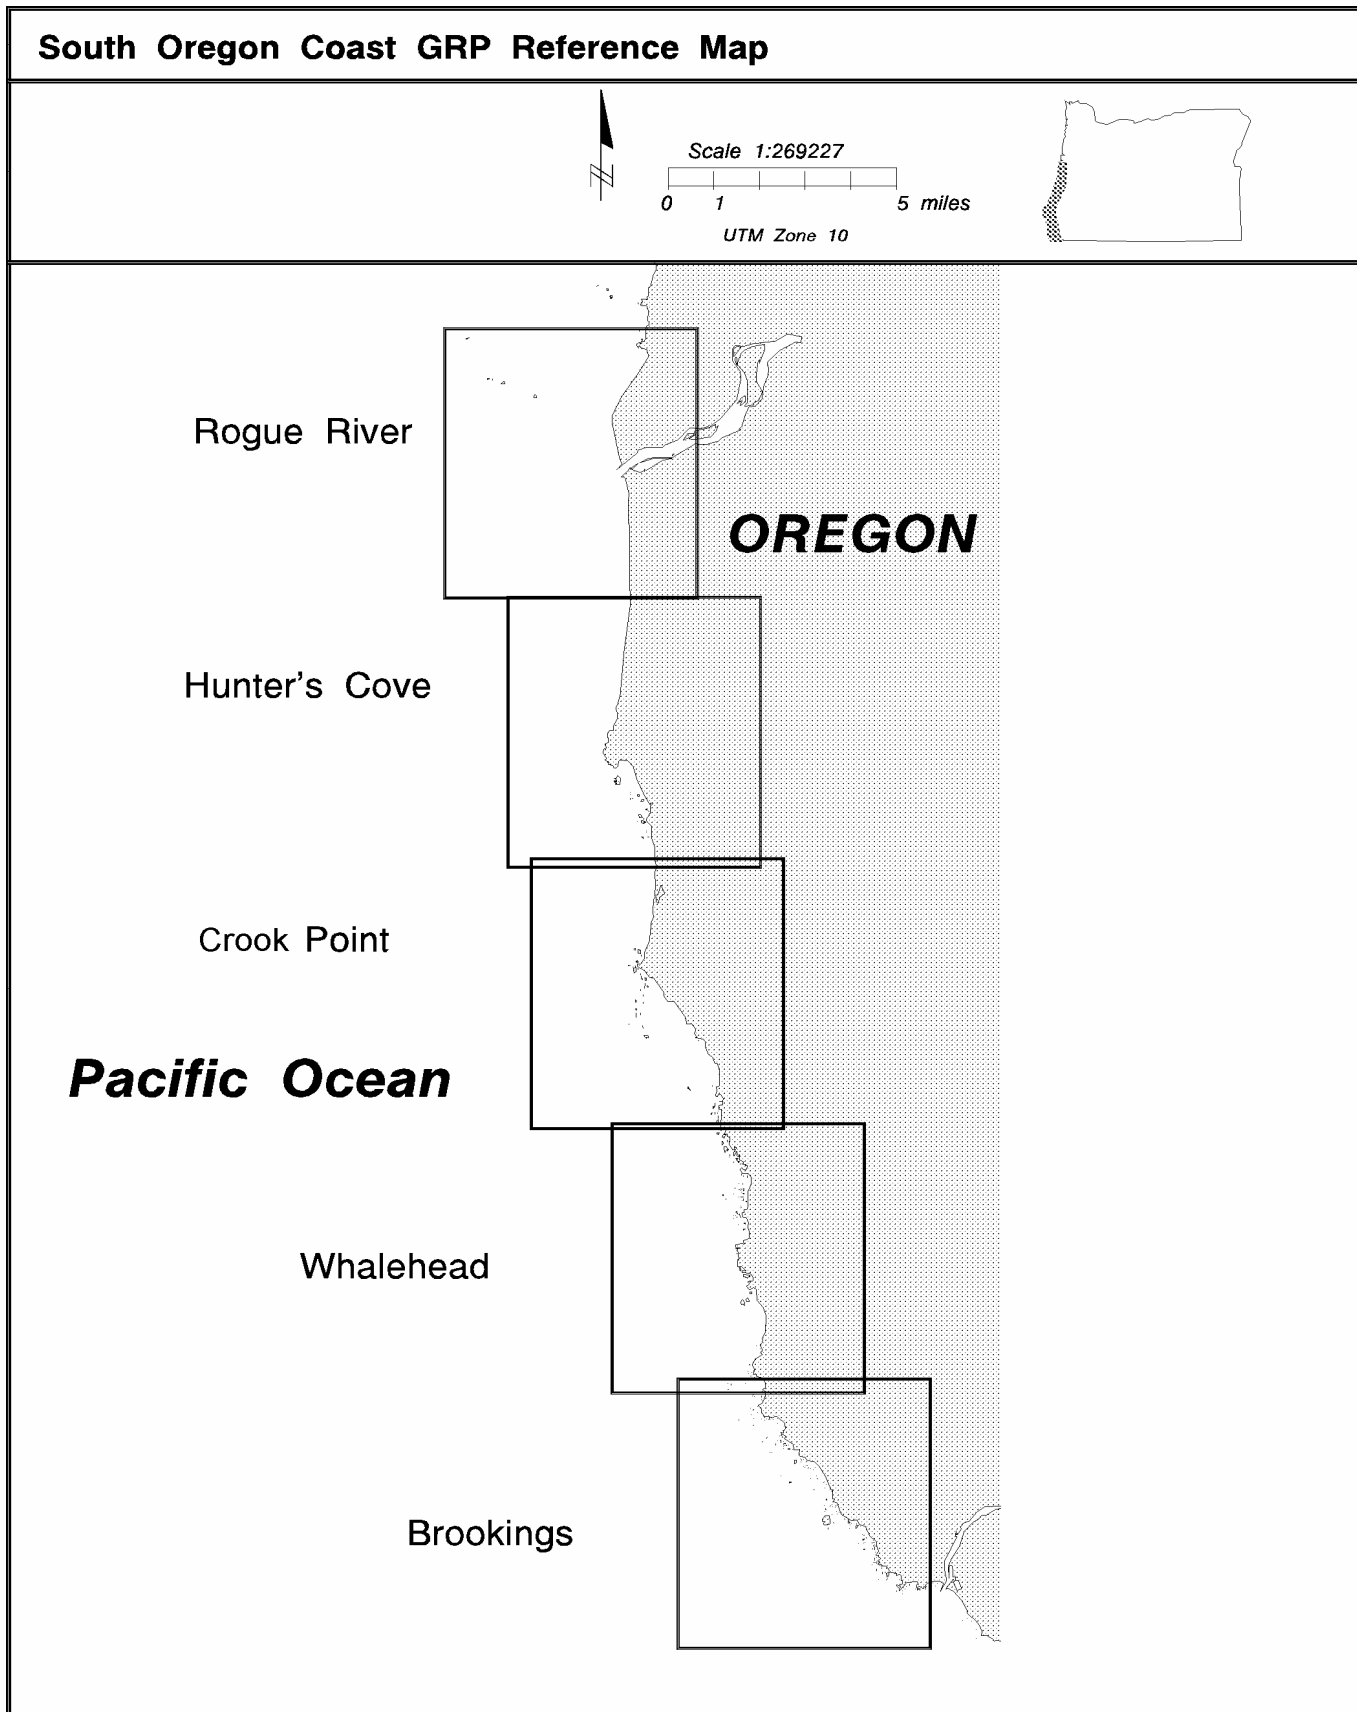 South Oregon Coast GRP Reference Map
Scale 1:269227
0 1 5 miles
UTM Zone 10
N
Rogue River
OREGON
Hunter's Cove
Crook Point
Pacific Ocean
Whalehead
Brookings